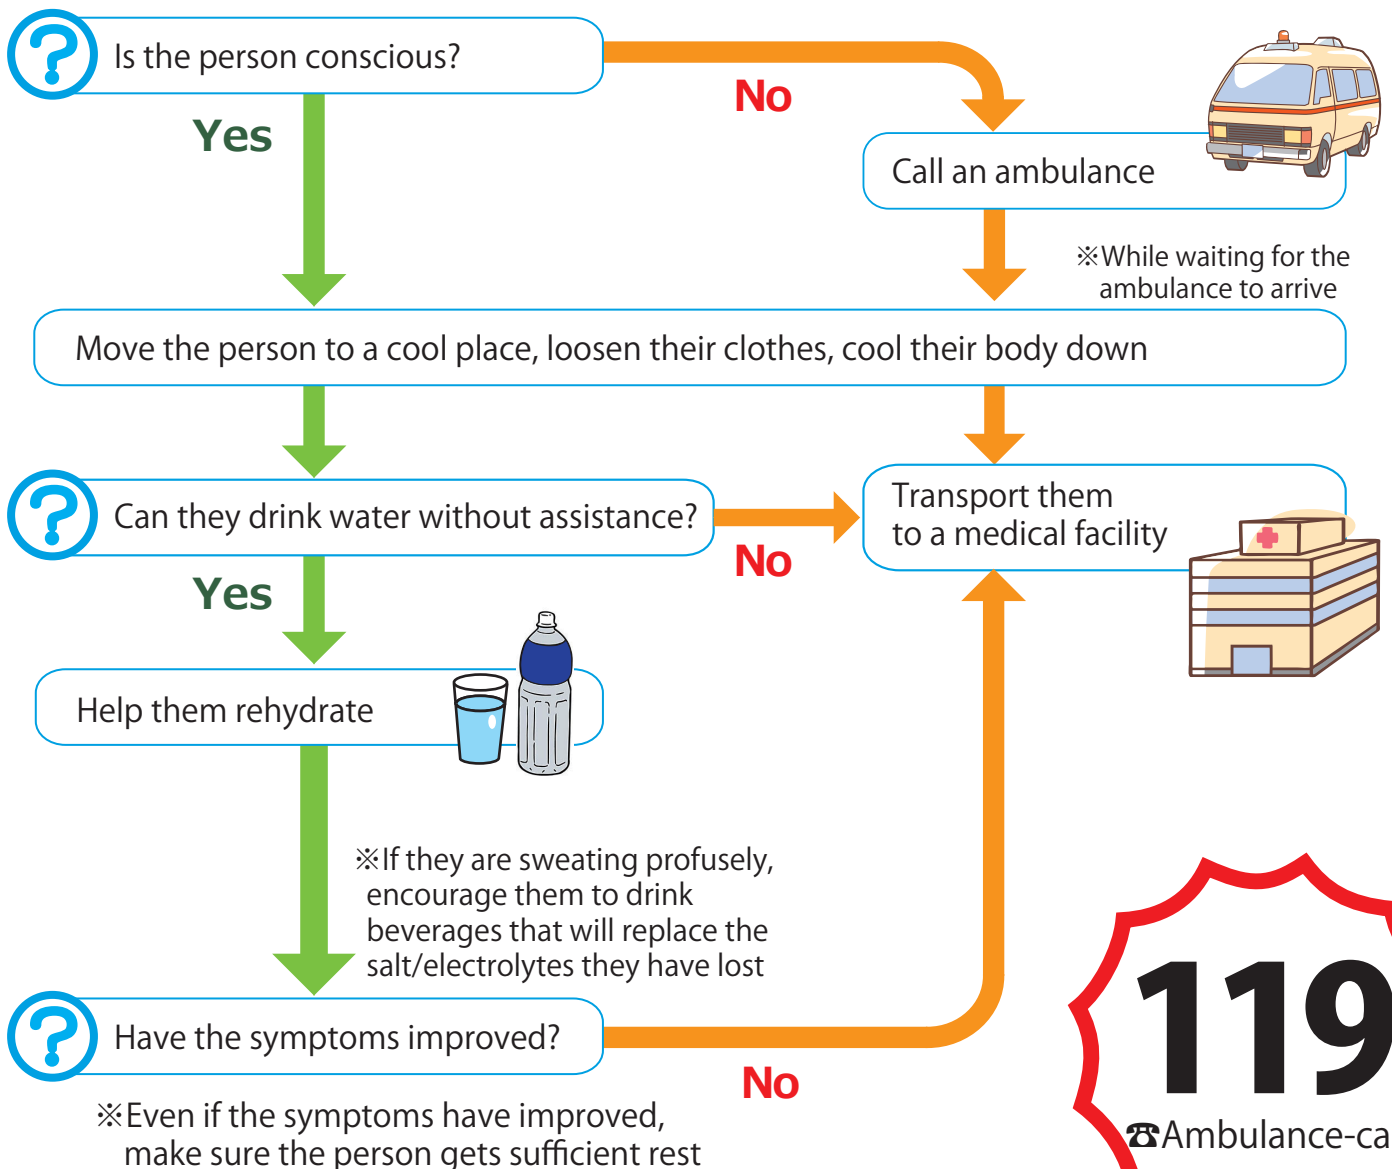 Is the person conscious?
No
Yes
Call an ambulance
※While waiting for the
ambulance to arrive
Move the person to a cool place, loosen their clothes, cool their body down
Can they drink water without assistance?
No
Transport them
to a medical facility
Yes
Help them rehydrate
※If they are sweating profusely,
encourage them to drink
beverages that will replace the
salt/electrolytes they have lost
Have the symptoms improved?
No
※Even if the symptoms have improved,
make sure the person gets sufficient rest
119
☎Ambulance-ca